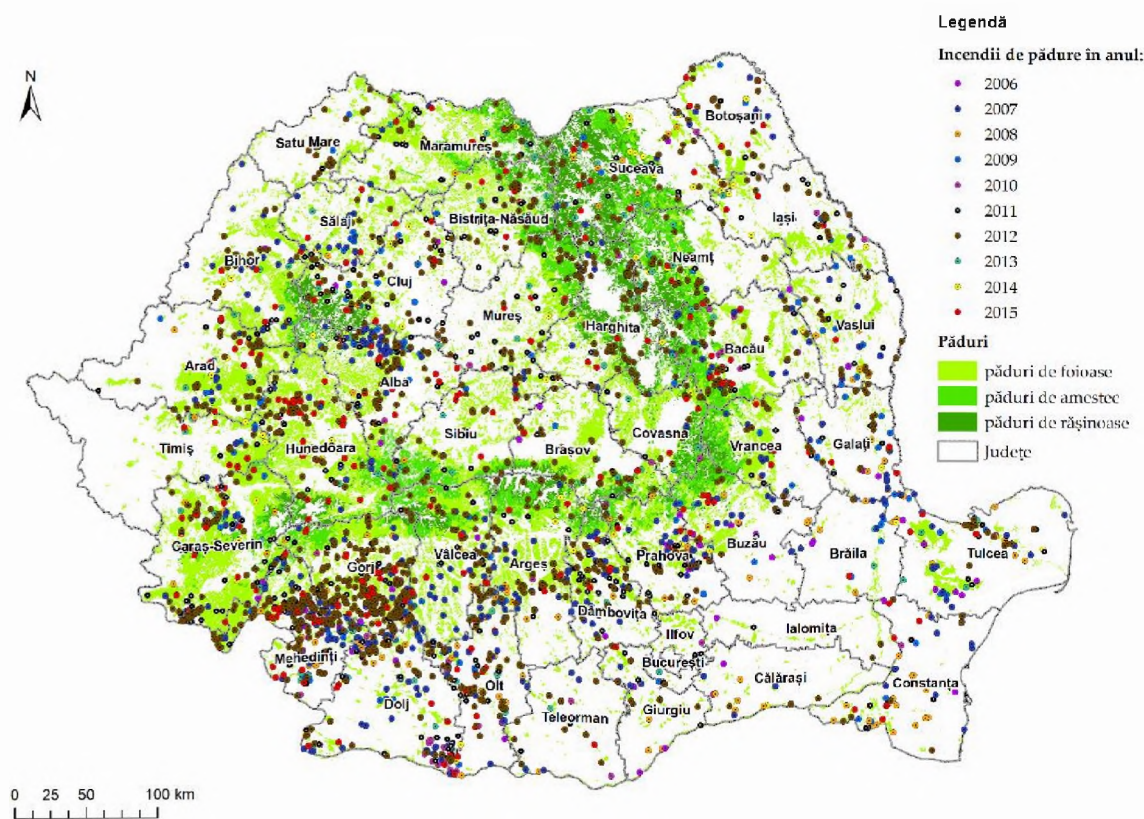 Legendă
Incendii de pădure în anul:
2006
2007
2008
2009
2010
2011
2012
2013
2014
2015
Păduri
păduri de foioase
păduri de amestec
păduri de rășinoase
Județe
N
Botoșani
Satu Mare
Maramureș
Suceava
Sălaj
Bistrița-Năsăud
Iași
Bihor
Cluj
Neamț
Mureș
Harghita
Vaslui
Bacău
Arad
Alba
Timiș
Hunedoara
Sibiu
Brașov
Covasna
Vrancea
Galați
Caraș-Severin
Gorj
Vâlcea
Argeș
Prahova
Buzău
Brăila
Tulcea
Dâmbovița
Ilfov
Ialomița
Mehedinți
București
Călărași
Constanța
Dolj
Olt
Teleorman
Giurgiu
0 25 50 100 km